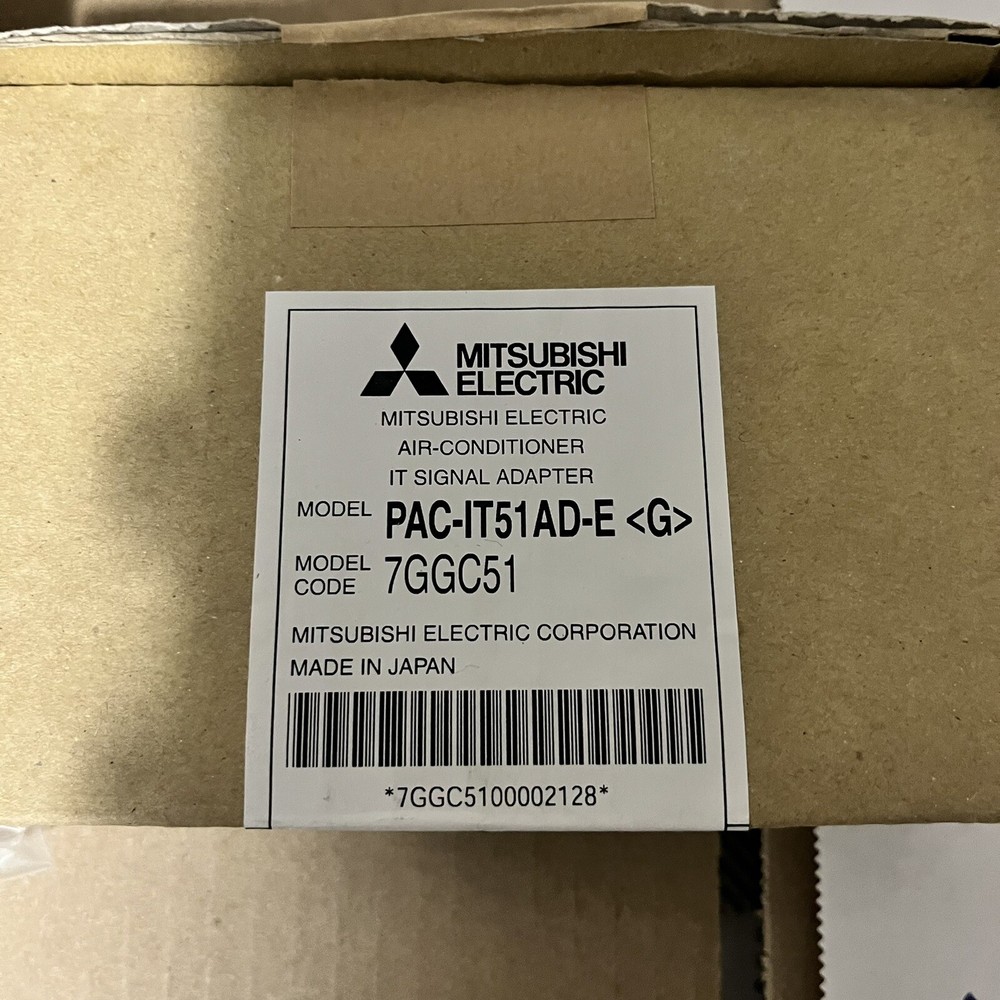 MITSUBISHI
ELECTRIC
MITSUBISHI ELECTRIC
AIR-CONDITIONER
IT SIGNAL ADAPTER
MODEL PAC-IT51AD-E <G>
MODEL CODE 7GGC51
MITSUBISHI ELECTRIC CORPORATION
MADE IN JAPAN
*7GGC5100002128*